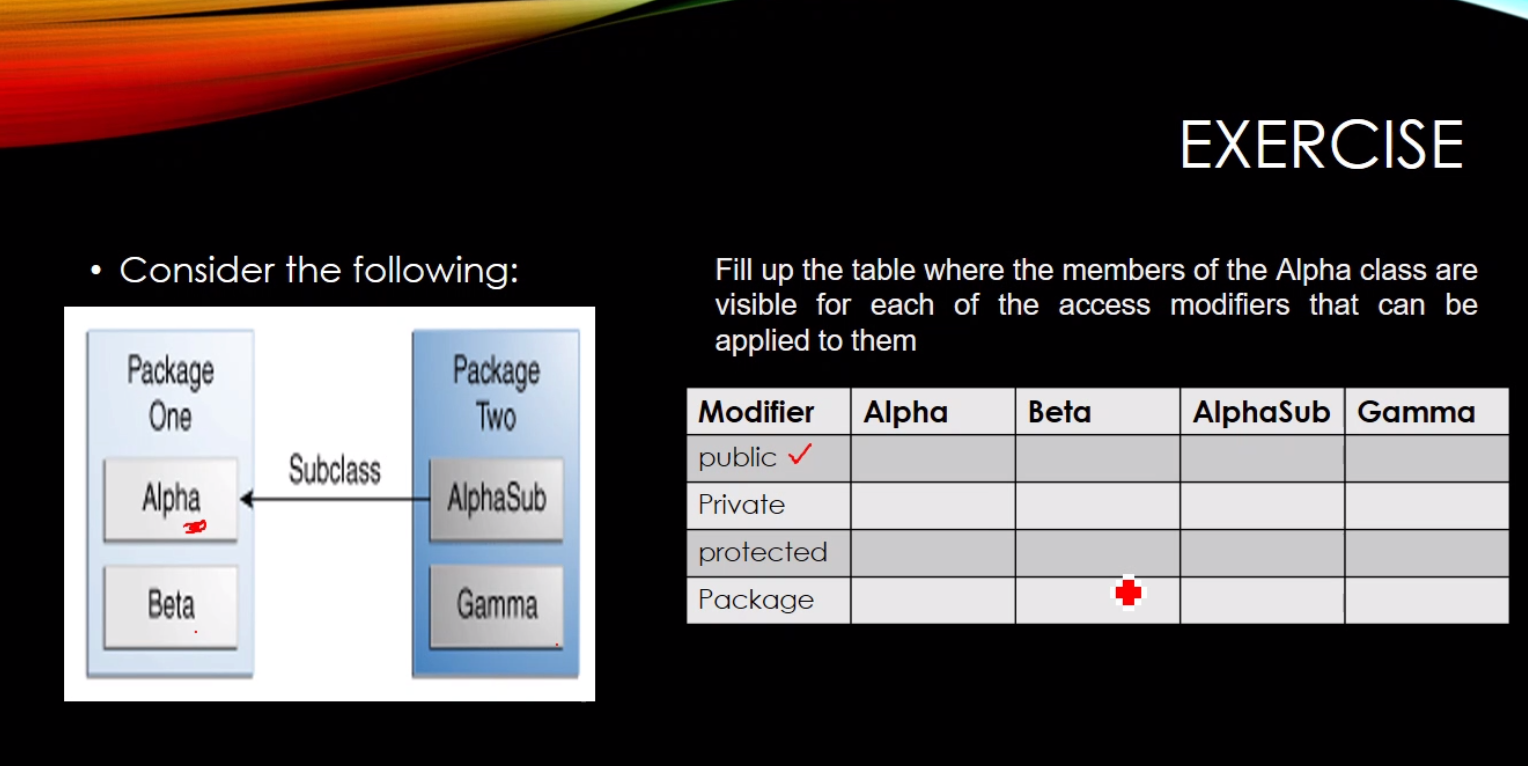 EXERCISE
• Consider the following:
Package
One
Alpha
Beta
Subclass
Package
Two
AlphaSub
Gamma
Fill up the table where the members of the Alpha class are
visible for each of the access modifiers that can be
applied to them
Modifier Alpha Beta AlphaSub Gamma
public ✓
Private
protected
Package